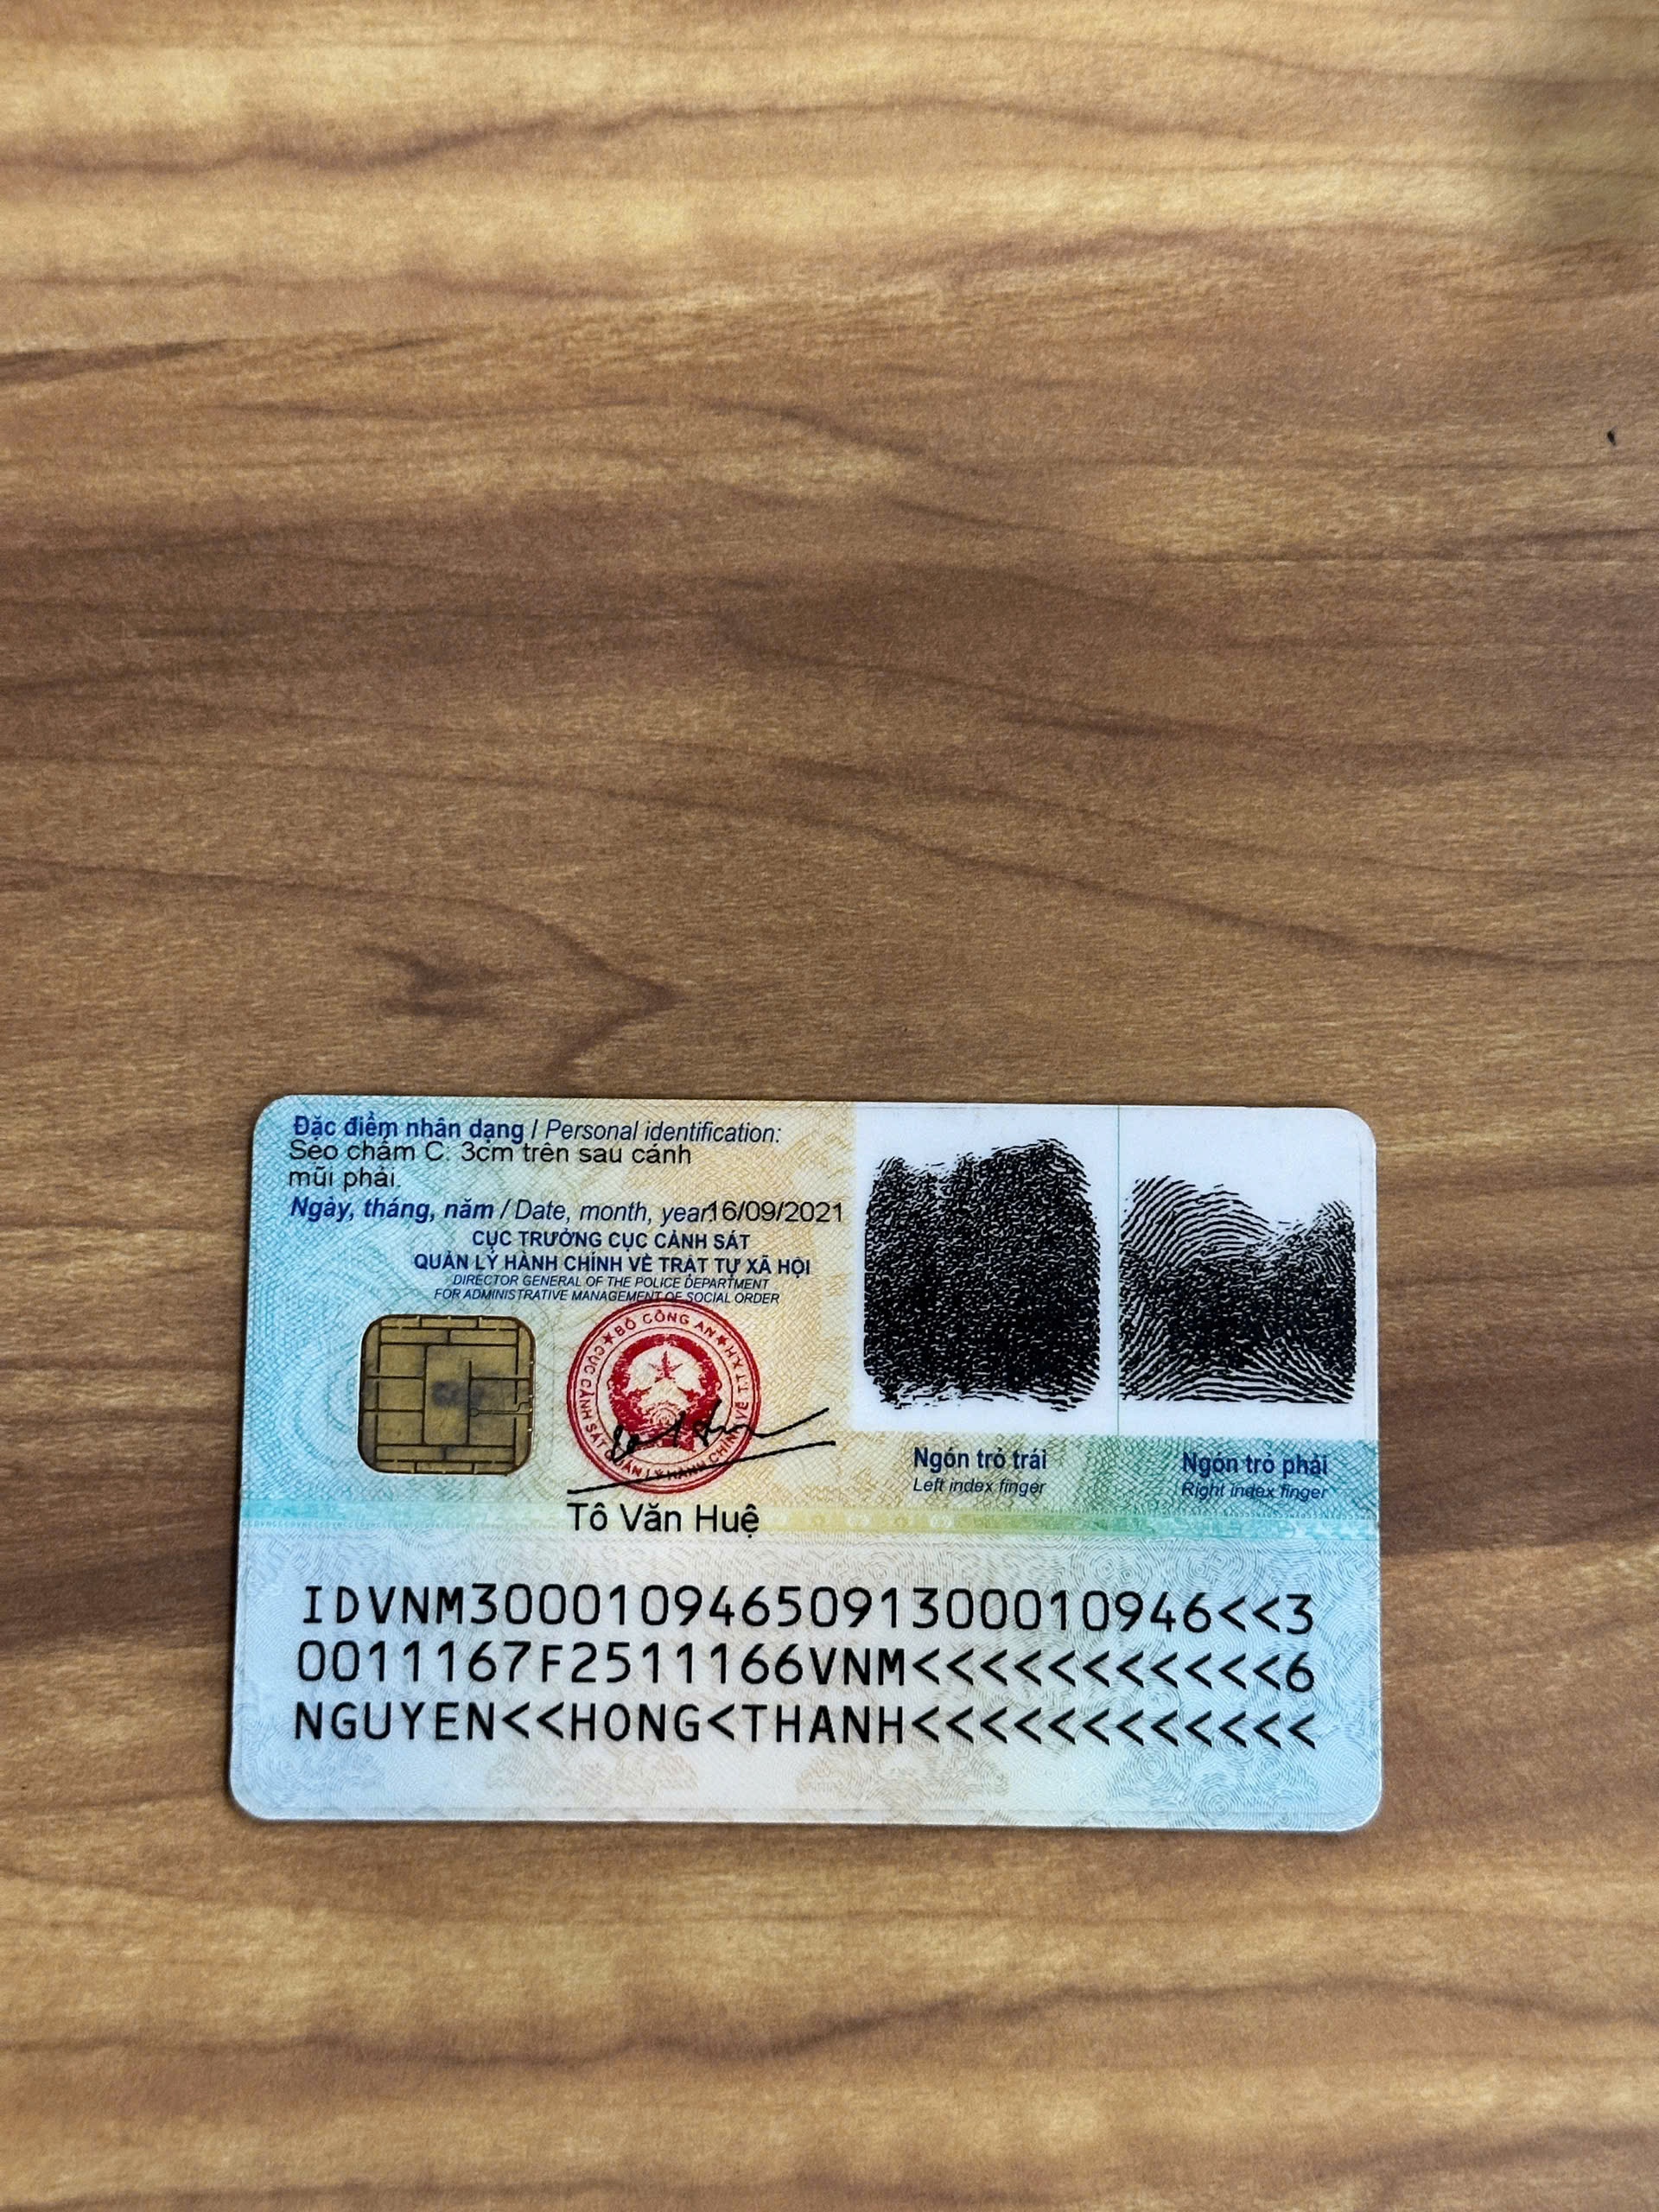 Đặc điểm nhân dạng / Personal identification:
Sẹo chấm C: 3cm trên sau cánh
mũi phải.
Ngày, tháng, năm / Date, month, year: 16/09/2021
CỤC TRƯỞNG CỤC CẢNH SÁT
QUẢN LÝ HÀNH CHÍNH VỀ TRẬT TỰ XÃ HỘI
DIRECTOR GENERAL OF THE POLICE DEPARTMENT
FOR ADMINISTRATIVE MANAGEMENT OF SOCIAL ORDER
BỘ CÔNG AN
CỤC CẢNH SÁT QUẢN LÝ HÀNH CHÍNH VỀ TTXH
Tô Văn Huệ
Ngón trỏ trái
Left index finger
Ngón trỏ phải
Right index finger
IDVNM3000109465091300010946<<3
0011167F2511166VNM<<<<<<<<<<<6
NGUYEN<<HONG<THANH<<<<<<<<<<<<